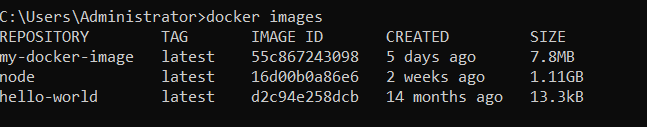 C:\Users\Administrator>docker images
REPOSITORY TAG IMAGE ID CREATED SIZE
my-docker-image latest 55c867243098 5 days ago 7.8MB
node latest 16d00b0a86e6 2 weeks ago 1.11GB
hello-world latest d2c94e258dcb 14 months ago 13.3kB